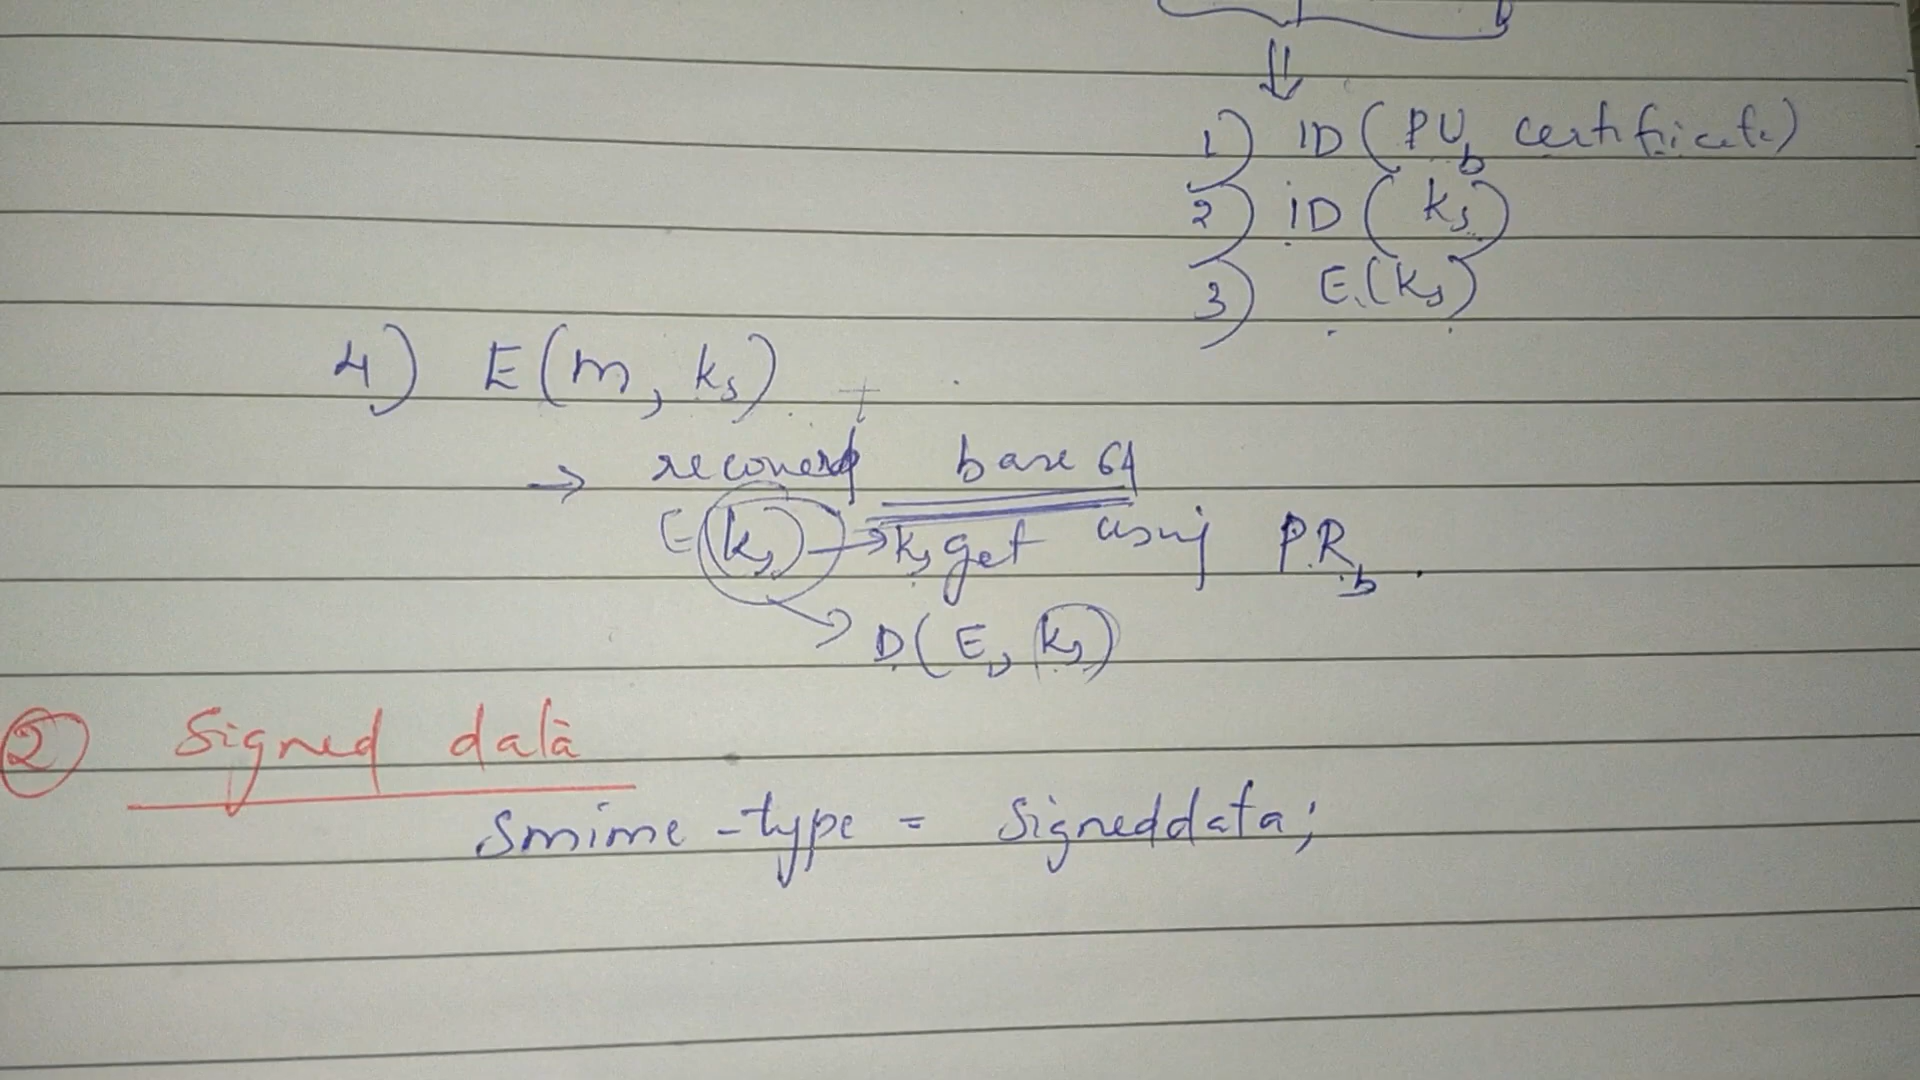 ⇓
1) ID (PUb certificate)
2) iD (ks)
3) E(ks)
4) E(m, ks)
→ base 64
E(ks) → ks get using PRb.
→ D(E, ks)
② Signed data
smime-type = signeddata;